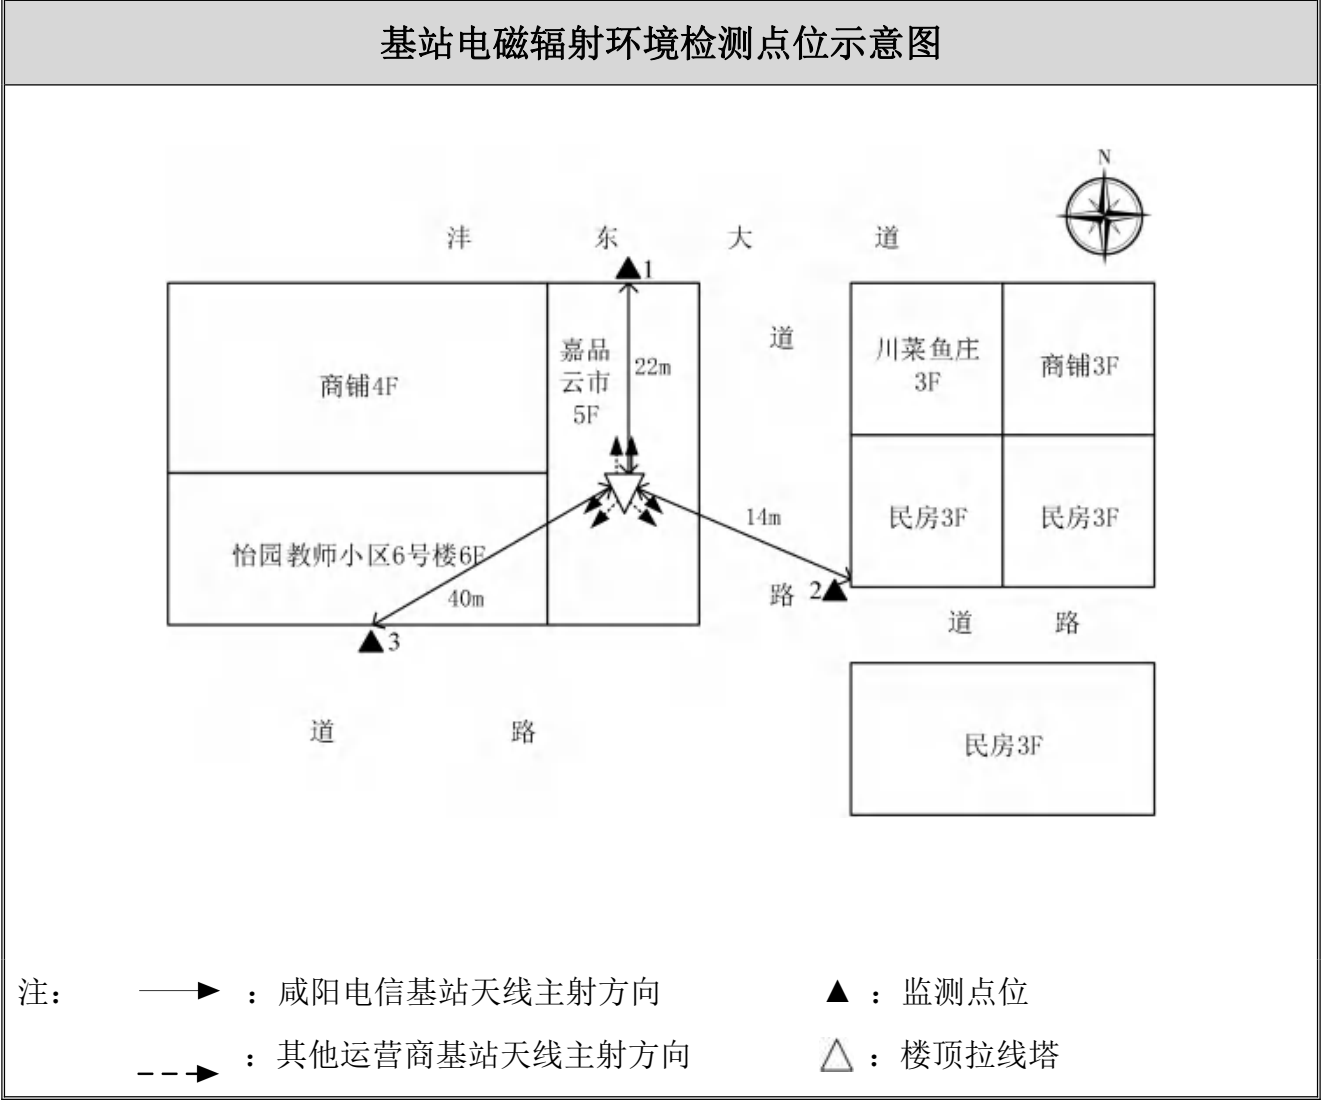 基站电磁辐射环境检测点位示意图
N
沣东大道
1
道
嘉品
云市
5F
22m
川菜鱼庄
3F
商铺3F
商铺4F
民房3F
民房3F
14m
怡园教师小区6号楼6F
40m
路
2
道路
3
道路
民房3F
注：
：咸阳电信基站天线主射方向
：监测点位
：其他运营商基站天线主射方向
：楼顶拉线塔